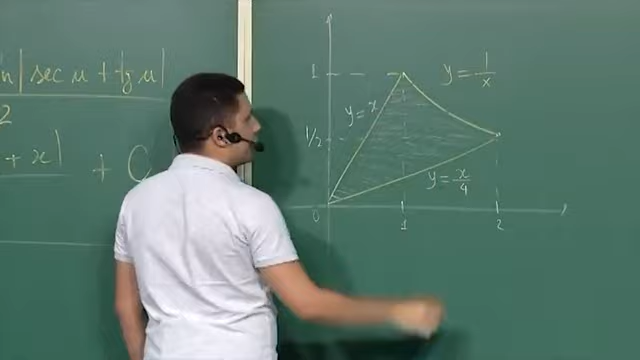 n|sec u + tg u|
2
+ x| + C
1
y = 1/x
y = x
1/2
y = x/4
0
1
2